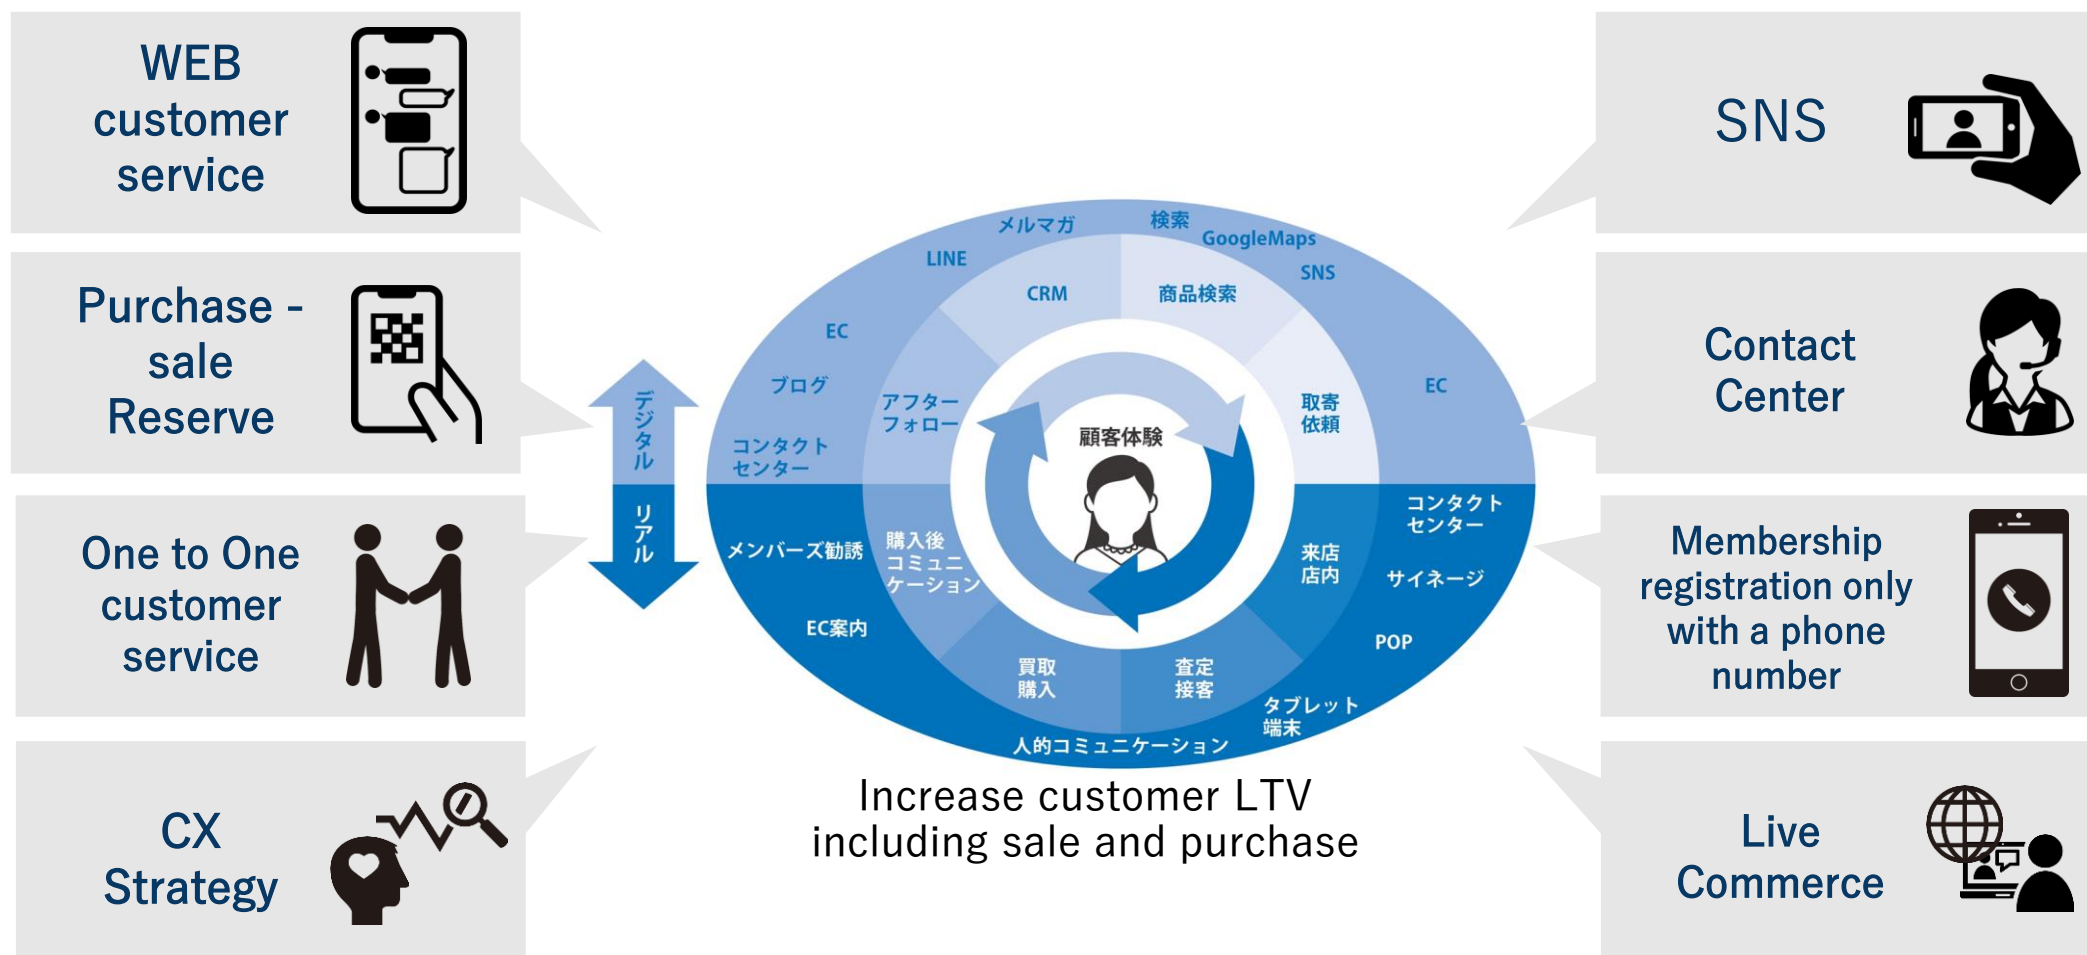 WEB
customer
service
Purchase -
sale
Reserve
One to One
customer
service
CX
Strategy
デジタル
リアル
メルマガ
検索
GoogleMaps
LINE
SNS
CRM
商品検索
EC
ブログ
アフター
フォロー
コンタクト
センター
顧客体験
取寄
依頼
EC
メンバーズ勧誘
購入後
コミュニ
ケーション
EC案内
コンタクト
センター
来店
店内
サイネージ
POP
買取
購入
査定
接客
タブレット
端末
人的コミュニケーション
Increase customer LTV
including sale and purchase
SNS
Contact
Center
Membership
registration only
with a phone
number
Live
Commerce